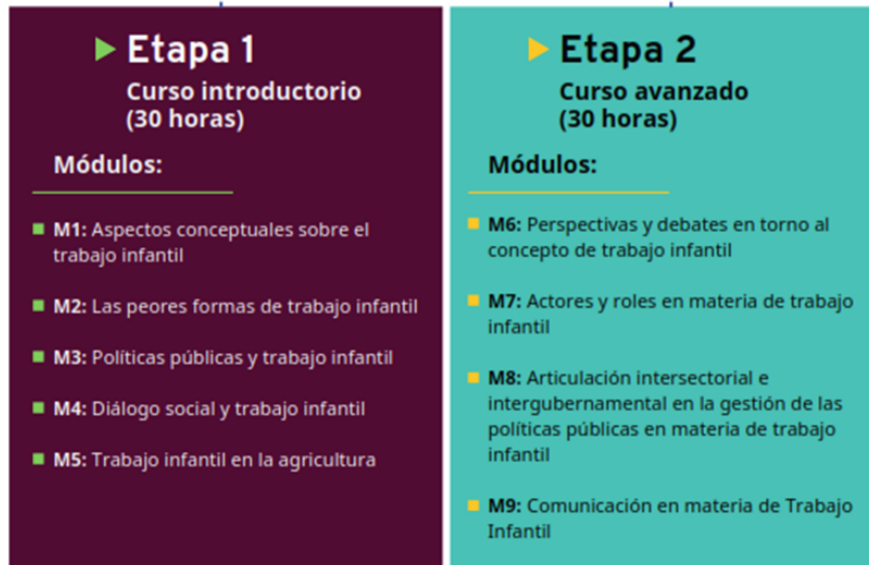 Etapa 1
Curso introductorio
(30 horas)
Módulos:
M1: Aspectos conceptuales sobre el
trabajo infantil
M2: Las peores formas de trabajo infantil
M3: Políticas públicas y trabajo infantil
M4: Diálogo social y trabajo infantil
M5: Trabajo infantil en la agricultura
Etapa 2
Curso avanzado
(30 horas)
Módulos:
M6: Perspectivas y debates en torno al
concepto de trabajo infantil
M7: Actores y roles en materia de trabajo
infantil
M8: Articulación intersectorial e
intergubernamental en la gestión de las
políticas públicas en materia de trabajo
infantil
M9: Comunicación en materia de Trabajo
Infantil